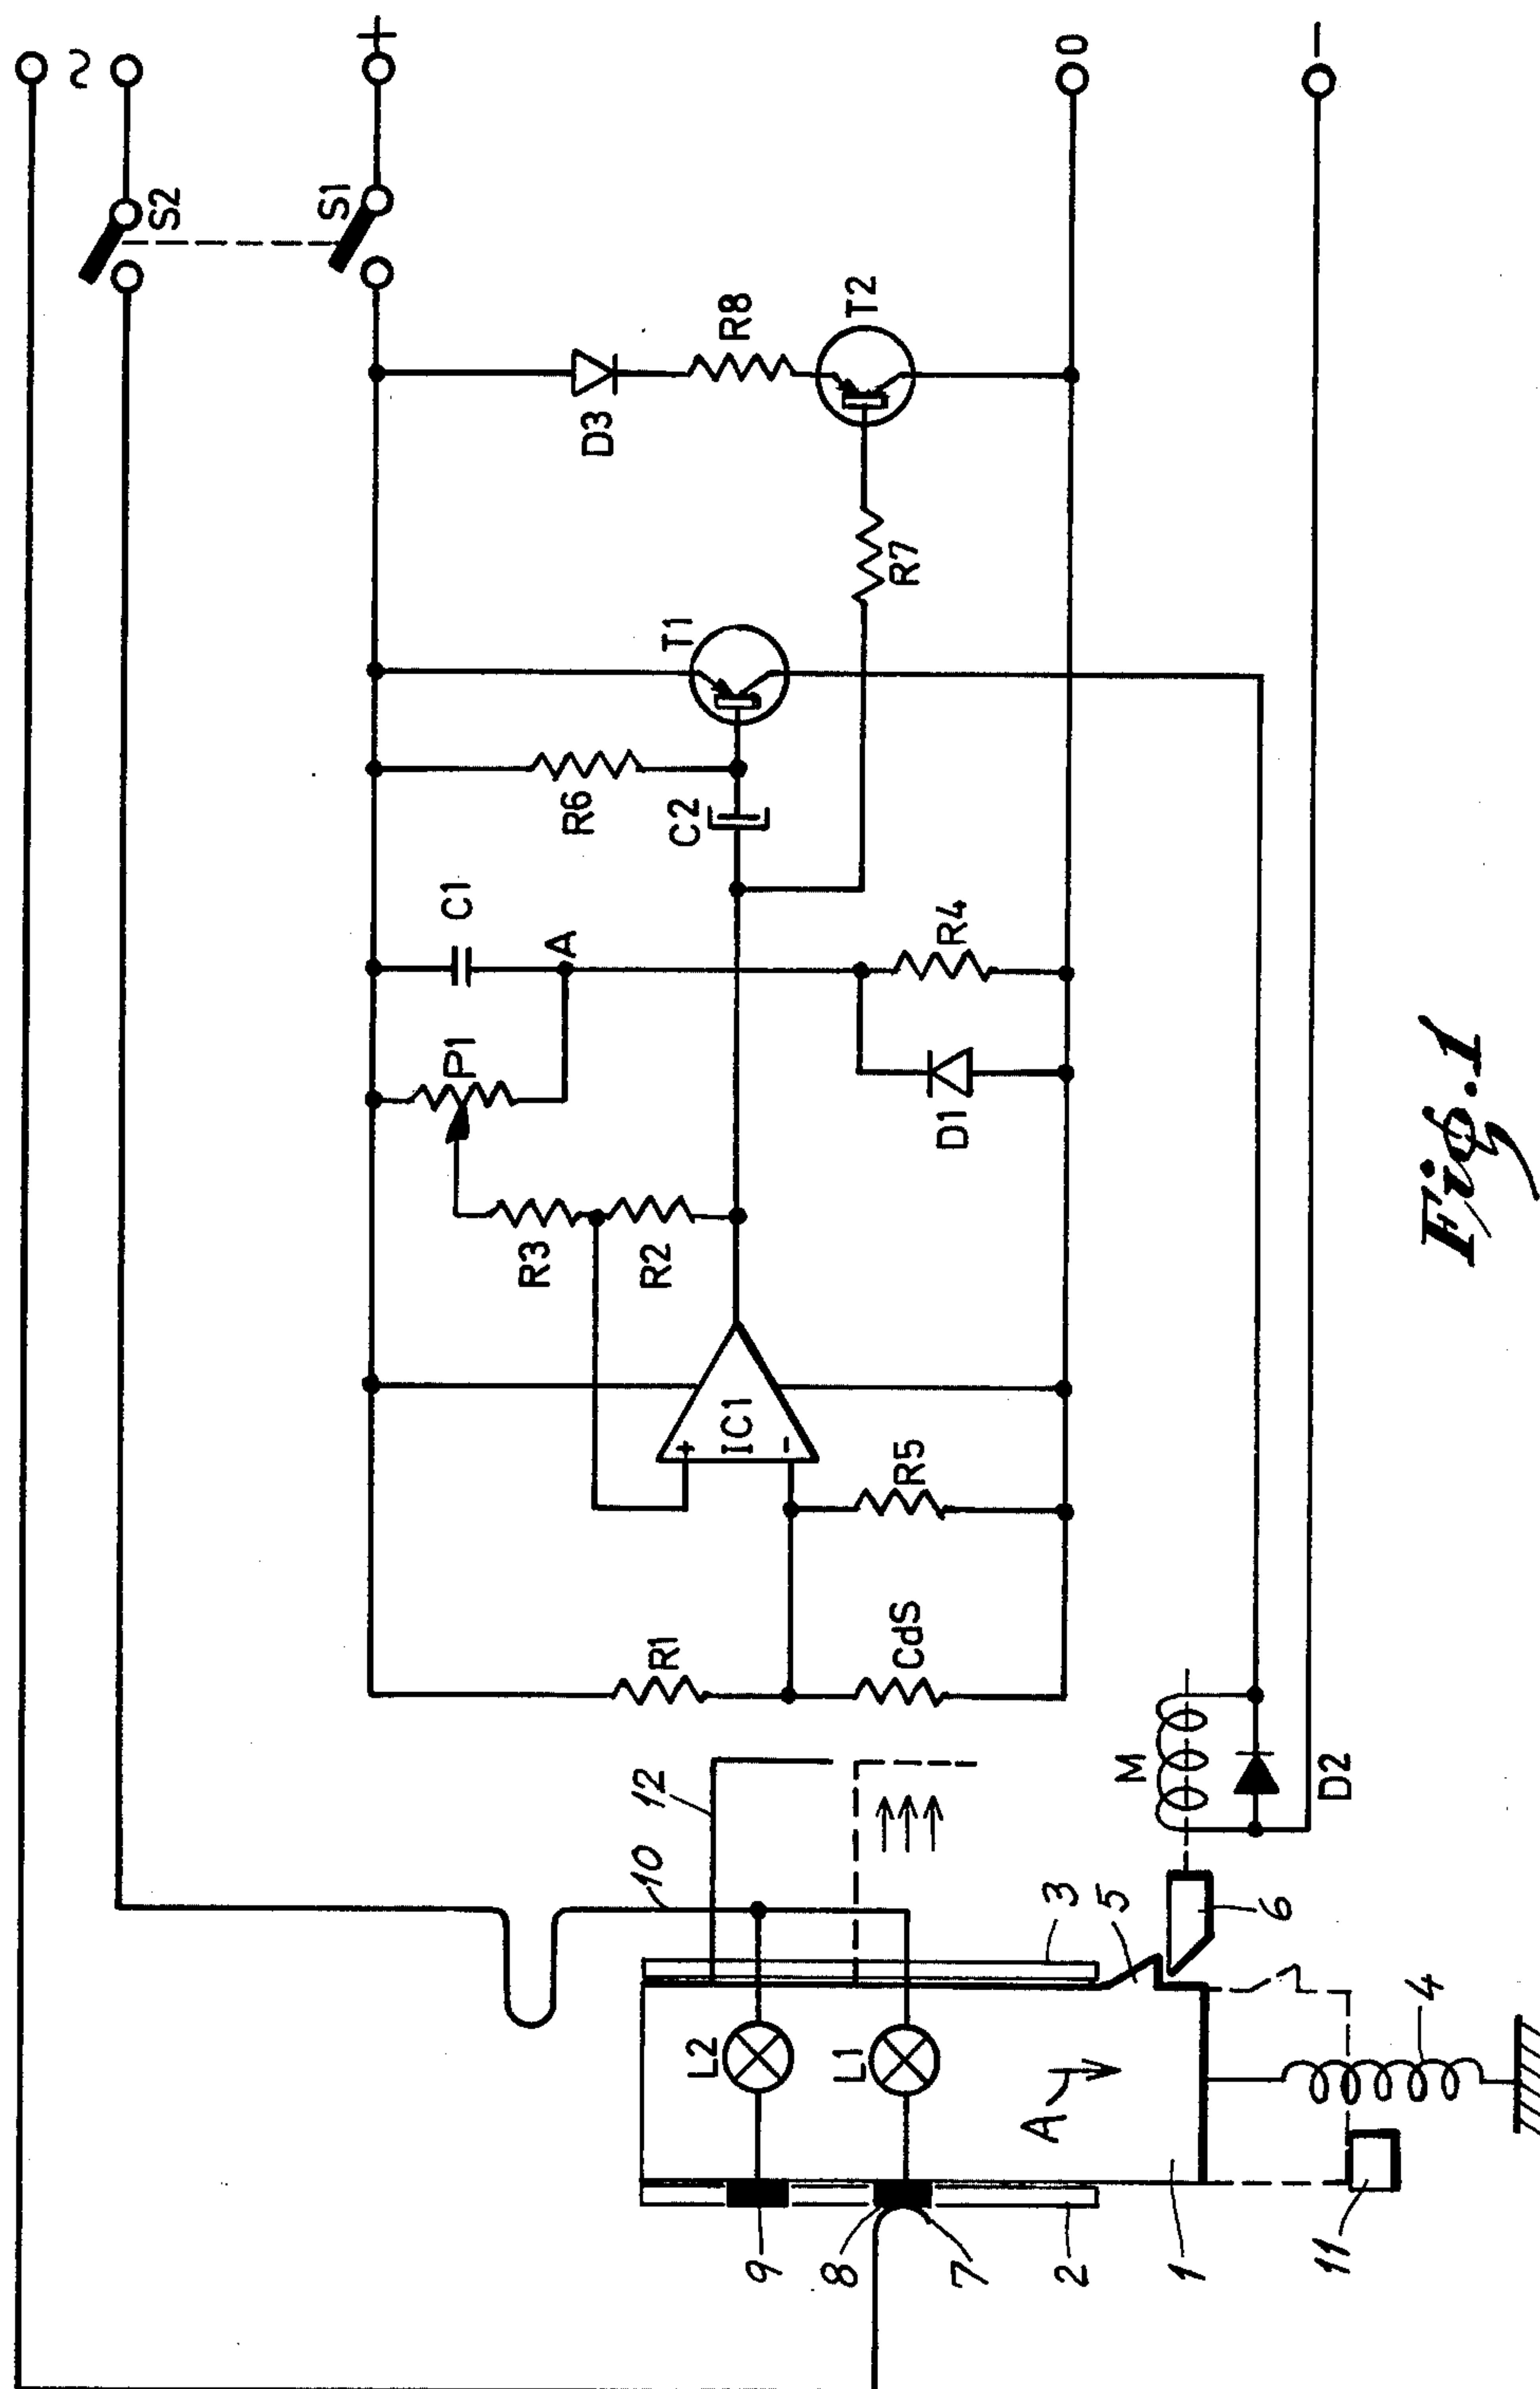 ~
S2
+
S1
D3
R8
T2
0
-
R7
T1
R6
C2
C1
A
R4
P1
D1
R3
R2
+
IC1
-
R5
R1
CdS
12
10
M
D2
3
5
6
L2
L1
A
4
9
8
7
2
1
11
Fig.1